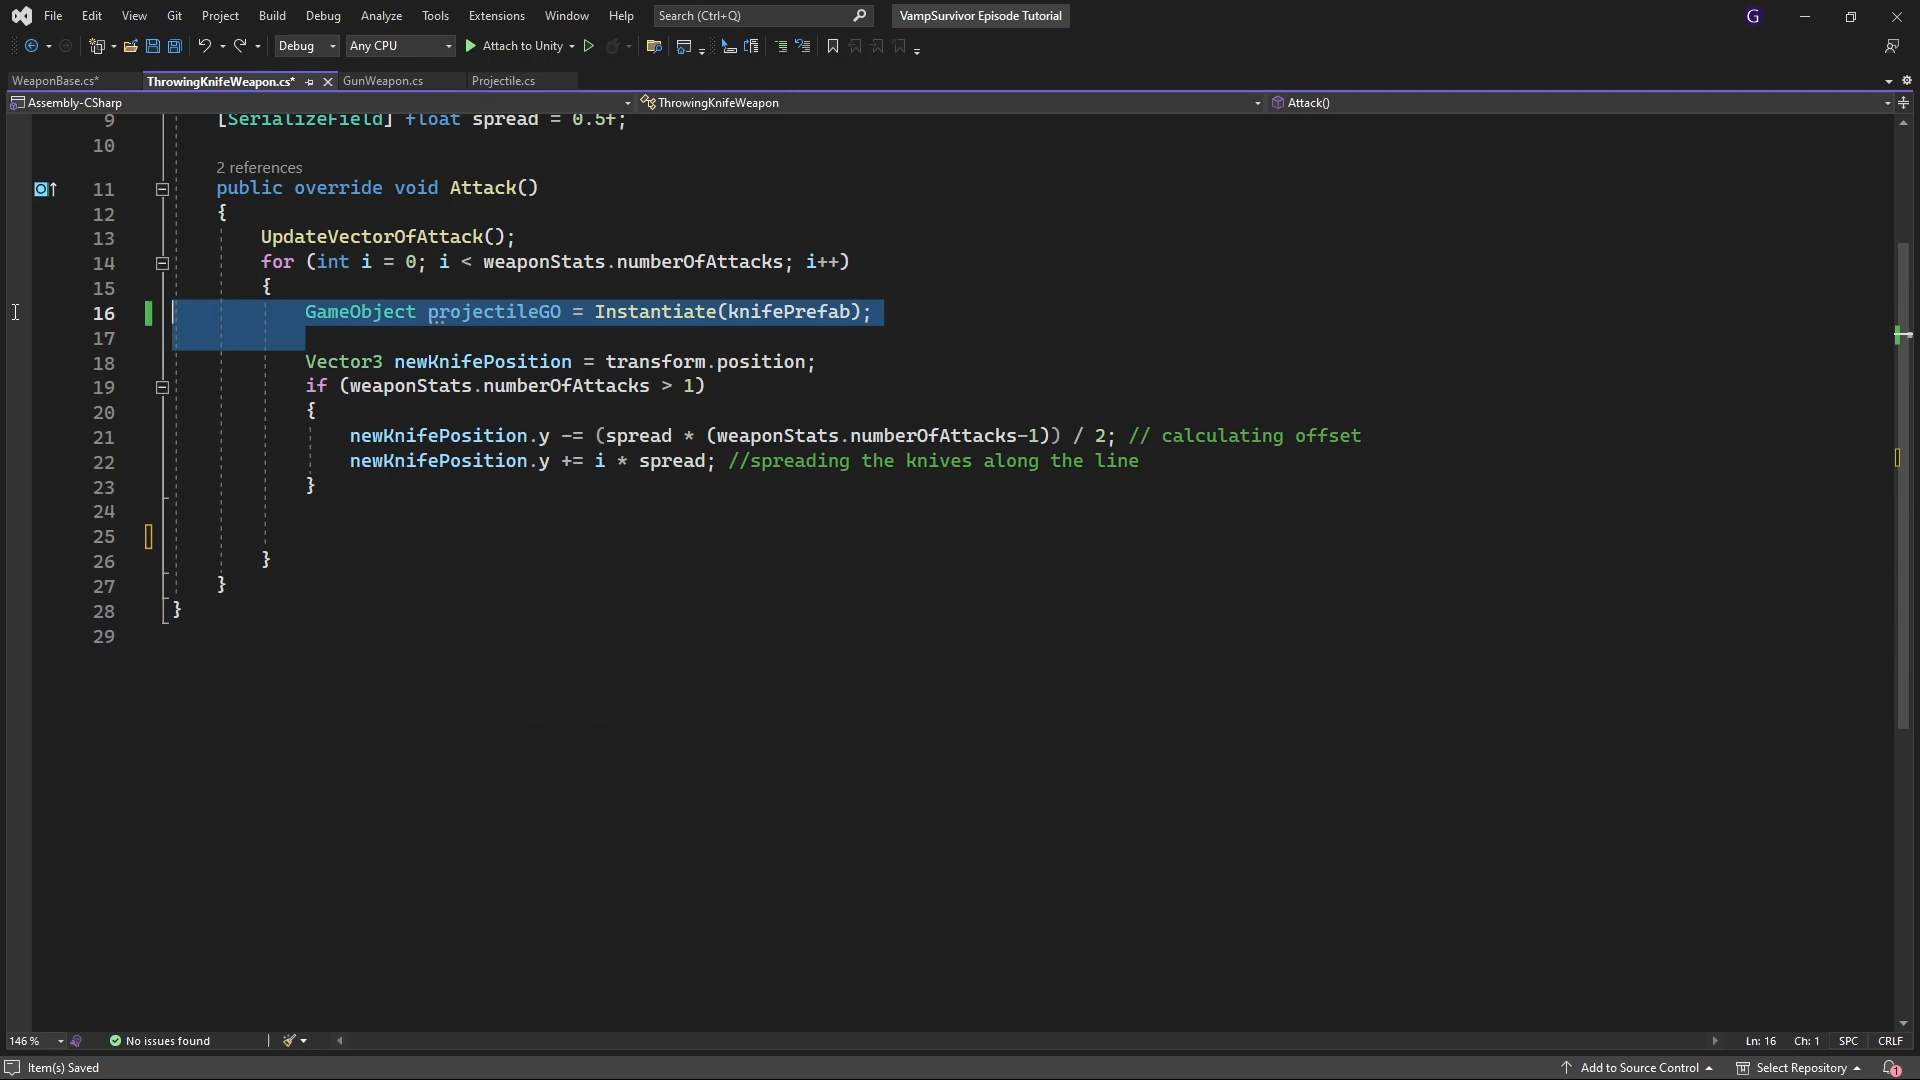 File Edit View Git Project Build Debug Analyze Tools Extensions Window Help Search (Ctrl+Q) VampSurvivor Episode Tutorial G
Debug Any CPU Attach to Unity
WeaponBase.cs* ThrowingKnifeWeapon.cs* GunWeapon.cs Projectile.cs
Assembly-CSharp ThrowingKnifeWeapon Attack()
9 [SerializeField] float spread = 0.5f;
10
2 references
11 public override void Attack()
12 {
13 UpdateVectorOfAttack();
14 for (int i = 0; i < weaponStats.numberOfAttacks; i++)
15 {
16 GameObject projectileGO = Instantiate(knifePrefab);
17
18 Vector3 newKnifePosition = transform.position;
19 if (weaponStats.numberOfAttacks > 1)
20 {
21 newKnifePosition.y -= (spread * (weaponStats.numberOfAttacks-1)) / 2; // calculating offset
22 newKnifePosition.y += i * spread; //spreading the knives along the line
23 }
24
25
26 }
27 }
28 }
29
146 % No issues found Ln: 16 Ch: 1 SPC CRLF
Item(s) Saved Add to Source Control Select Repository 1